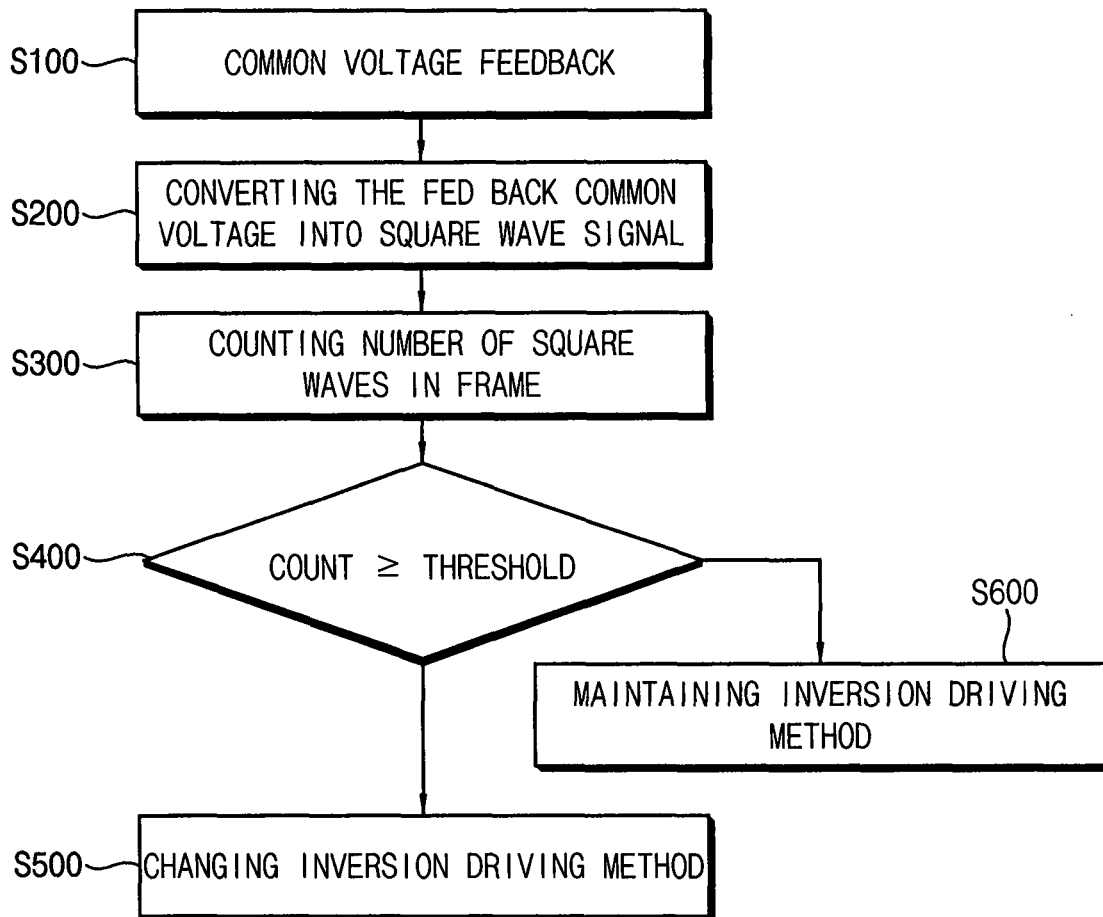 S100
COMMON VOLTAGE FEEDBACK
S200
CONVERTING THE FED BACK COMMON
VOLTAGE INTO SQUARE WAVE SIGNAL
S300
COUNTING NUMBER OF SQUARE
WAVES IN FRAME
S400
COUNT ≥ THRESHOLD
S600
MAINTAINING INVERSION DRIVING
METHOD
S500
CHANGING INVERSION DRIVING METHOD